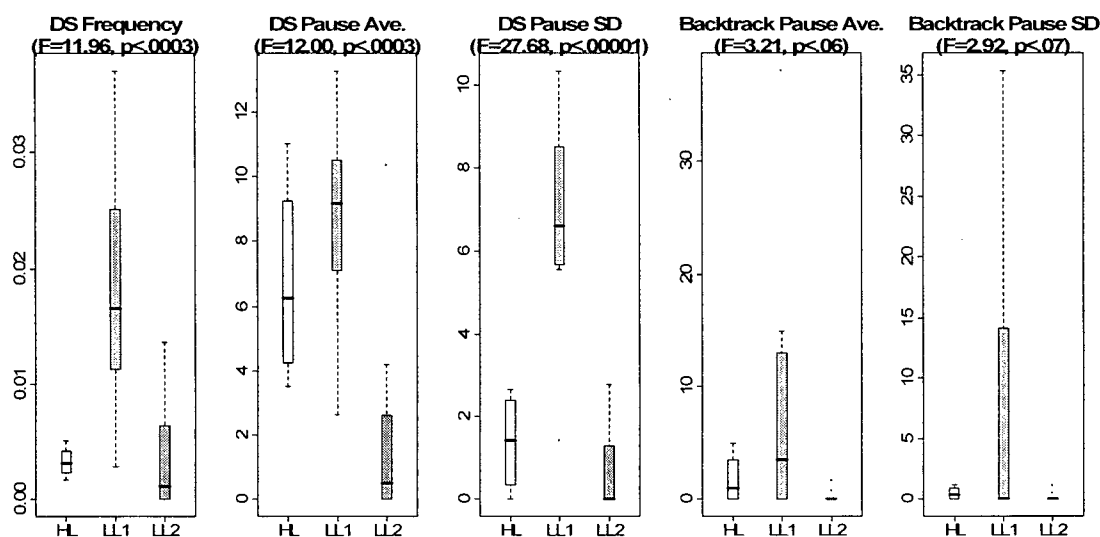 DS Frequency
(F=11.96, p<.0003)
0.00
0.01
0.02
0.03
HL LL1 LL2
DS Pause Ave.
(F=12.00, p<.0003)
0
2
4
6
8
10
12
HL LL1 LL2
DS Pause SD
(F=27.68, p<.00001)
0
2
4
6
8
10
HL LL1 LL2
Backtrack Pause Ave.
(F=3.21, p<.06)
0
10
20
30
HL LL1 LL2
Backtrack Pause SD
(F=2.92, p<.07)
0
5
10
15
20
25
30
35
HL LL1 LL2